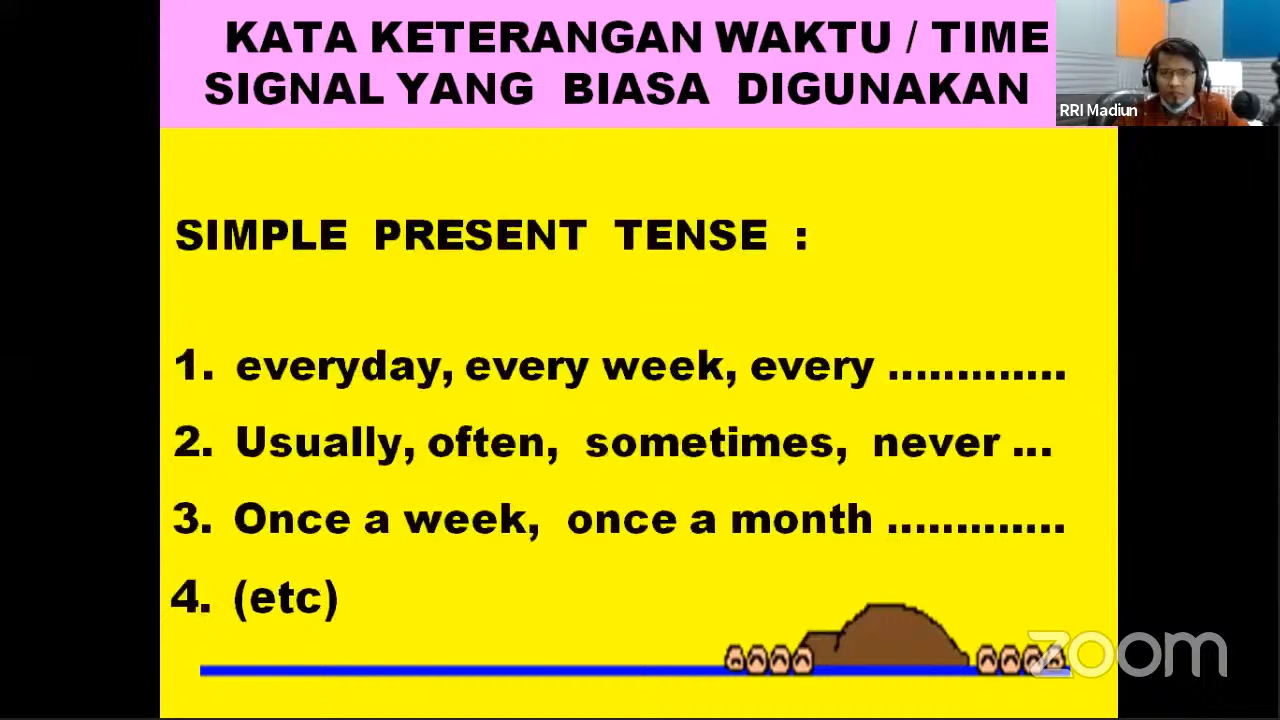 KATA KETERANGAN WAKTU / TIME
SIGNAL YANG BIASA DIGUNAKAN
RRI Madiun
SIMPLE PRESENT TENSE :
1. everyday, every week, every .............
2. Usually, often, sometimes, never ...
3. Once a week, once a month .............
4. (etc)
zoom